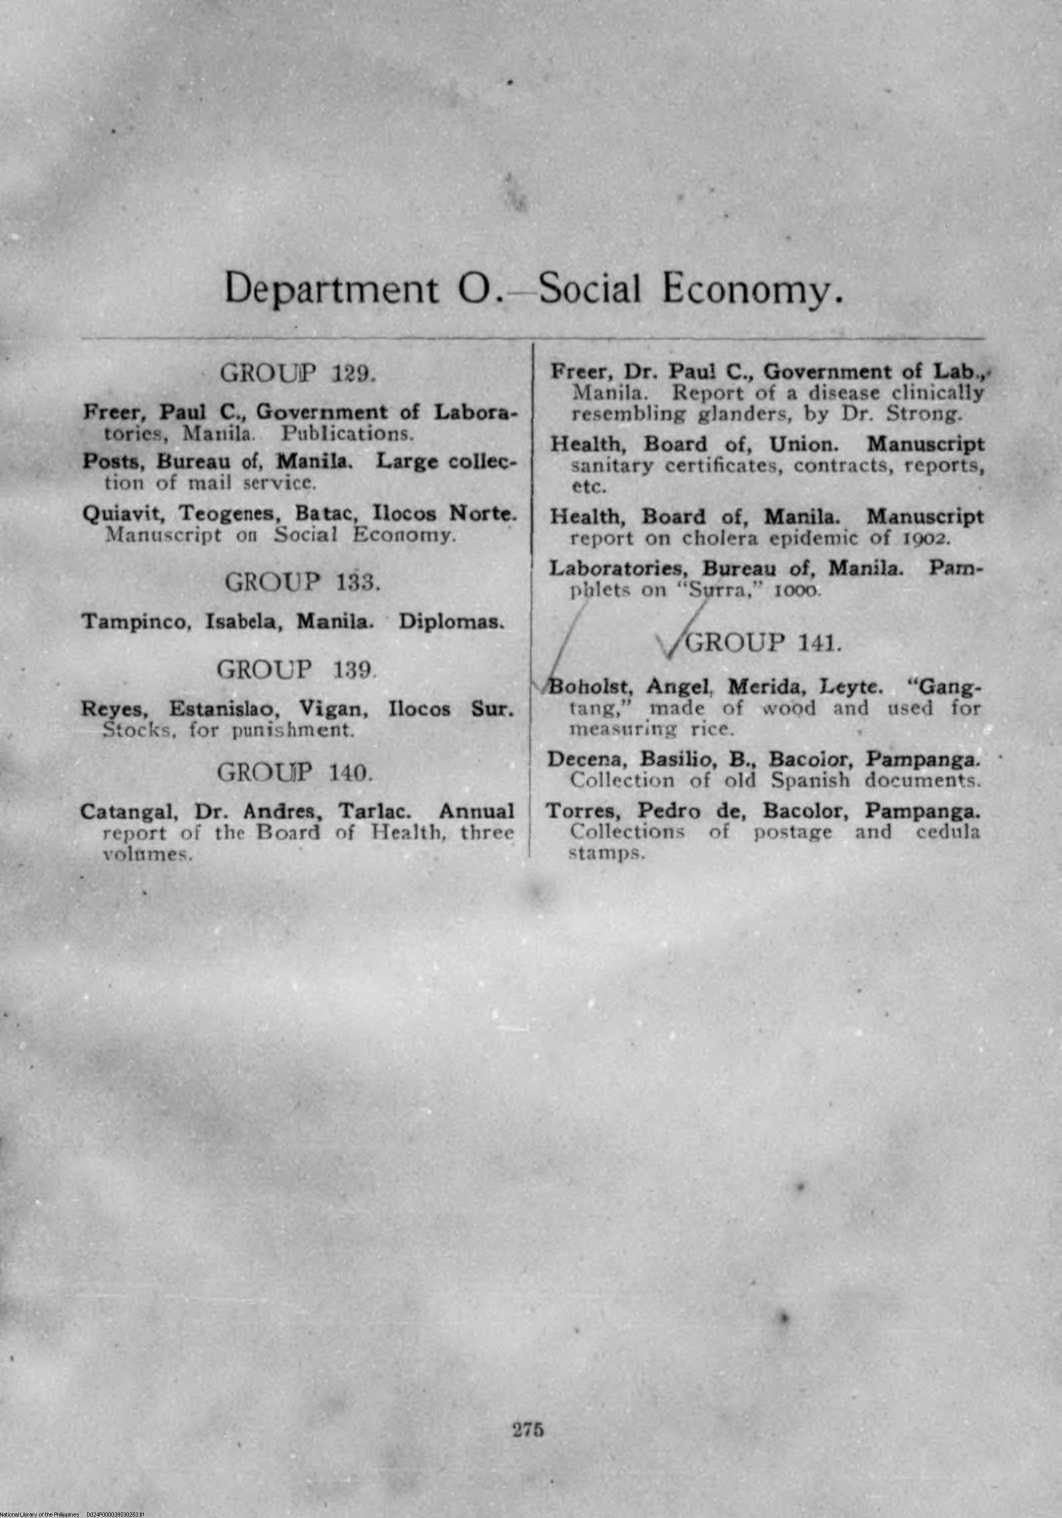 Department O.—Social Economy.
GROUP 129.
Freer, Paul C., Government of Labora-
tories, Manila. Publications.
Posts, Bureau of, Manila. Large collec-
tion of mail service.
Quiavit, Teogenes, Batac, Ilocos Norte.
Manuscript on Social Economy.
GROUP 133.
Tampinco, Isabela, Manila. Diplomas.
GROUP 139.
Reyes, Estanislao, Vigan, Ilocos Sur.
Stocks, for punishment.
GROUP 140.
Catangal, Dr. Andres, Tarlac. Annual
report of the Board of Health, three
volumes.
Freer, Dr. Paul C., Government of Lab.,
Manila. Report of a disease clinically
resembling glanders, by Dr. Strong.
Health, Board of, Union. Manuscript
sanitary certificates, contracts, reports,
etc.
Health, Board of, Manila. Manuscript
report on cholera epidemic of 1902.
Laboratories, Bureau of, Manila. Pam-
phlets on "Surra," 1000.
GROUP 141.
Boholst, Angel, Merida, Leyte. "Gang-
tang," made of wood and used for
measuring rice.
Decena, Basilio, B., Bacolor, Pampanga.
Collection of old Spanish documents.
Torres, Pedro de, Bacolor, Pampanga.
Collections of postage and cedula
stamps.
275
National Library of the Philippines